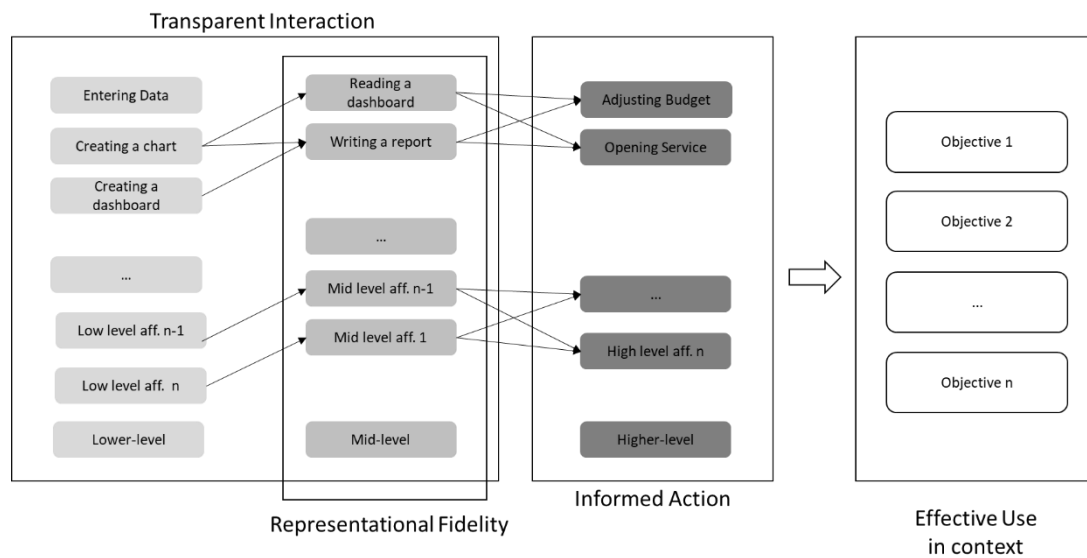 Transparent Interaction
Entering Data
Creating a chart
Creating a
dashboard
...
Low level aff. n-1
Low level aff. n
Lower-level
Reading a
dashboard
Writing a report
...
Mid level aff. n-1
Mid level aff. 1
Mid-level
Representational Fidelity
Adjusting Budget
Opening Service
...
High level aff. n
Higher-level
Informed Action
Objective 1
Objective 2
...
Objective n
Effective Use
in context